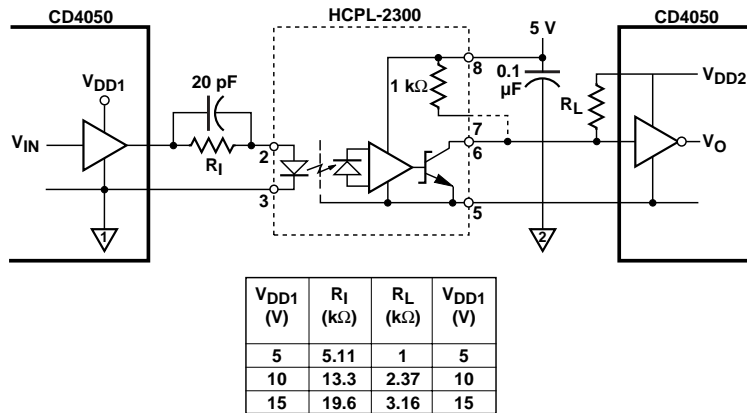 CD4050
HCPL-2300
CD4050
5 V
VDD1
20 pF
8
0.1 µF
VDD2
1 kΩ
RL
VIN
RI
2
7
6
VO
3
5
1
2
VDD1 (V) RI (kΩ) RL (kΩ) VDD1 (V)
5 5.11 1 5
10 13.3 2.37 10
15 19.6 3.16 15